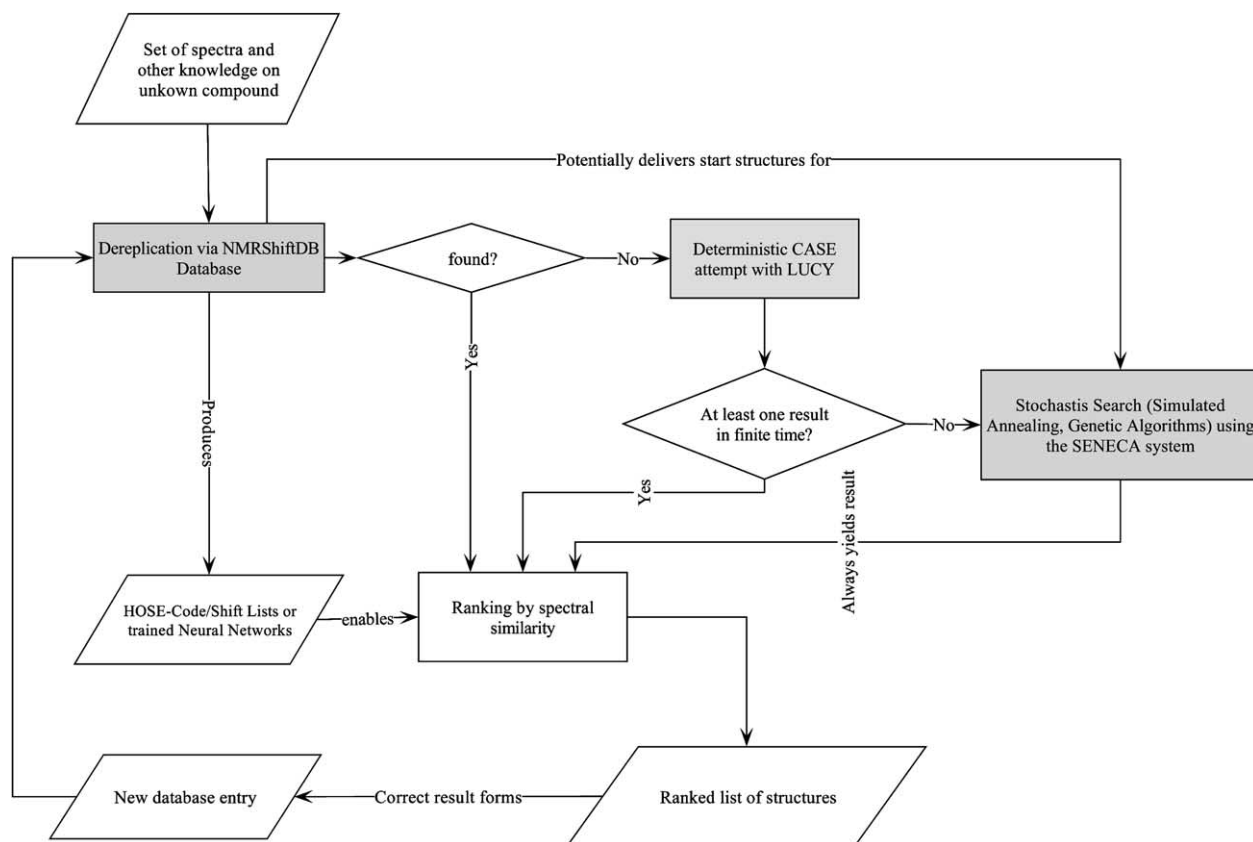 Set of spectra and
other knowledge on
unkown compound
Potentially delivers start structures for
Dereplication via NMRShiftDB
Database
found?
No
Deterministic CASE
attempt with LUCY
Yes
Produces
At least one result
in finite time?
No
Stochastis Search (Simulated
Annealing, Genetic Algorithms) using
the SENECA system
Yes
Always yields result
HOSE-Code/Shift Lists or
trained Neural Networks
enables
Ranking by spectral
similarity
New database entry
Correct result forms
Ranked list of structures